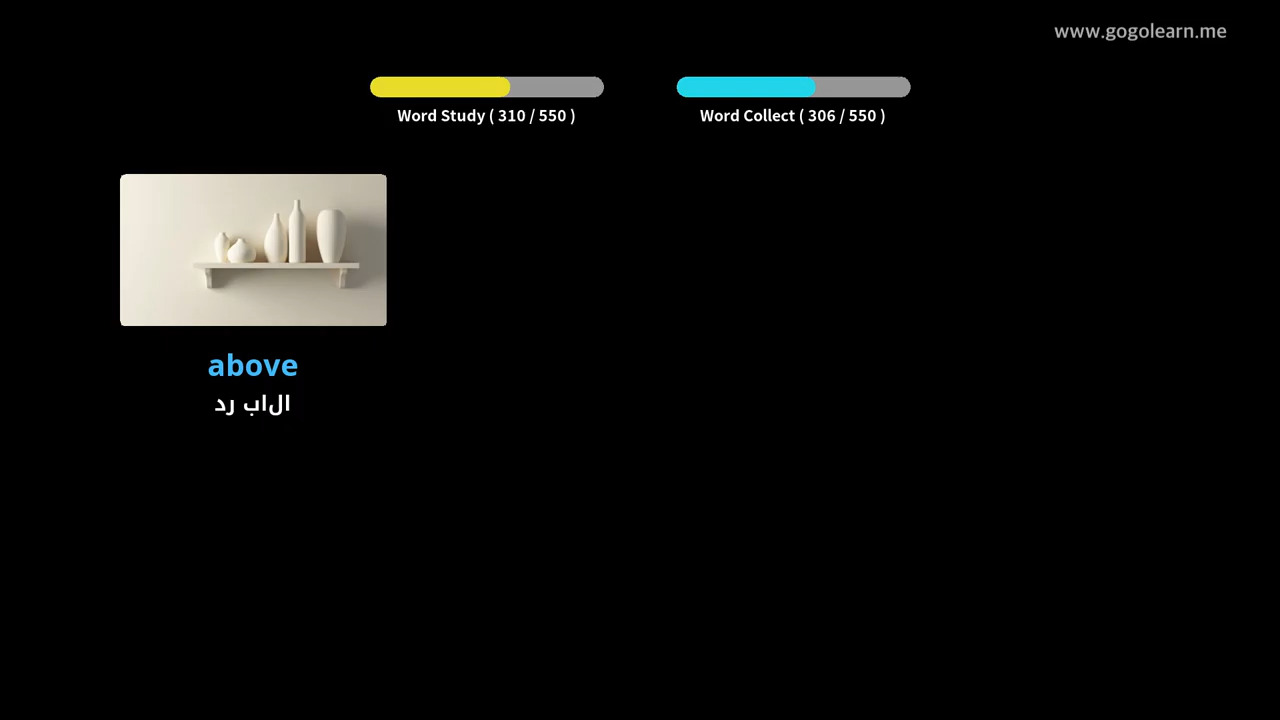 www.gogolearn.me
Word Study ( 310 / 550 )
Word Collect ( 306 / 550 )
above
الاب رد